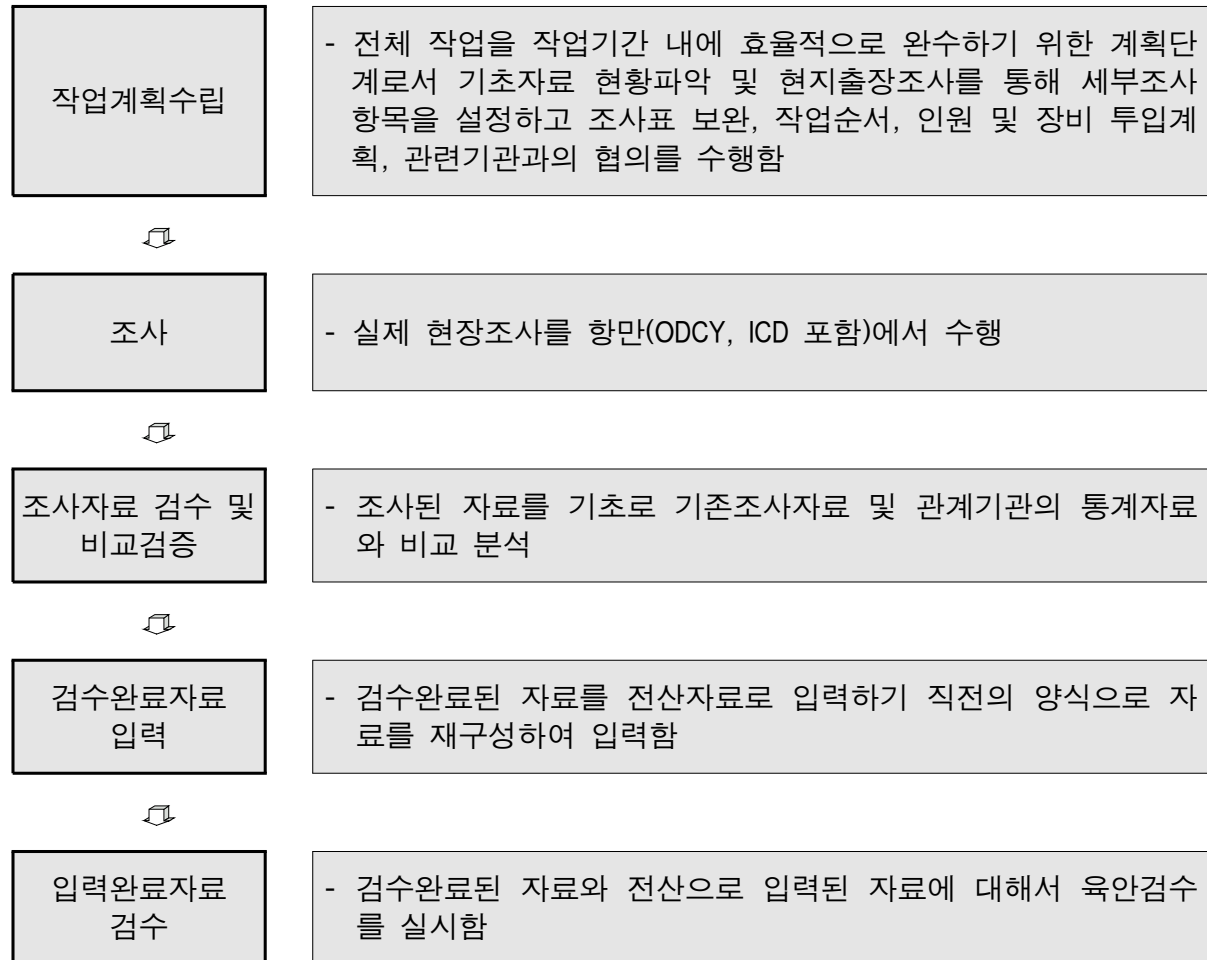 작업계획수립
- 전체 작업을 작업기간 내에 효율적으로 완수하기 위한 계획단
계로서 기초자료 현황파악 및 현지출장조사를 통해 세부조사
항목을 설정하고 조사표 보완, 작업순서, 인원 및 장비 투입계
획, 관련기관과의 협의를 수행함
조사
- 실제 현장조사를 항만(ODCY, ICD 포함)에서 수행
조사자료 검수 및
비교검증
- 조사된 자료를 기초로 기존조사자료 및 관계기관의 통계자료
와 비교 분석
검수완료자료
입력
- 검수완료된 자료를 전산자료로 입력하기 직전의 양식으로 자
료를 재구성하여 입력함
입력완료자료
검수
- 검수완료된 자료와 전산으로 입력된 자료에 대해서 육안검수
를 실시함